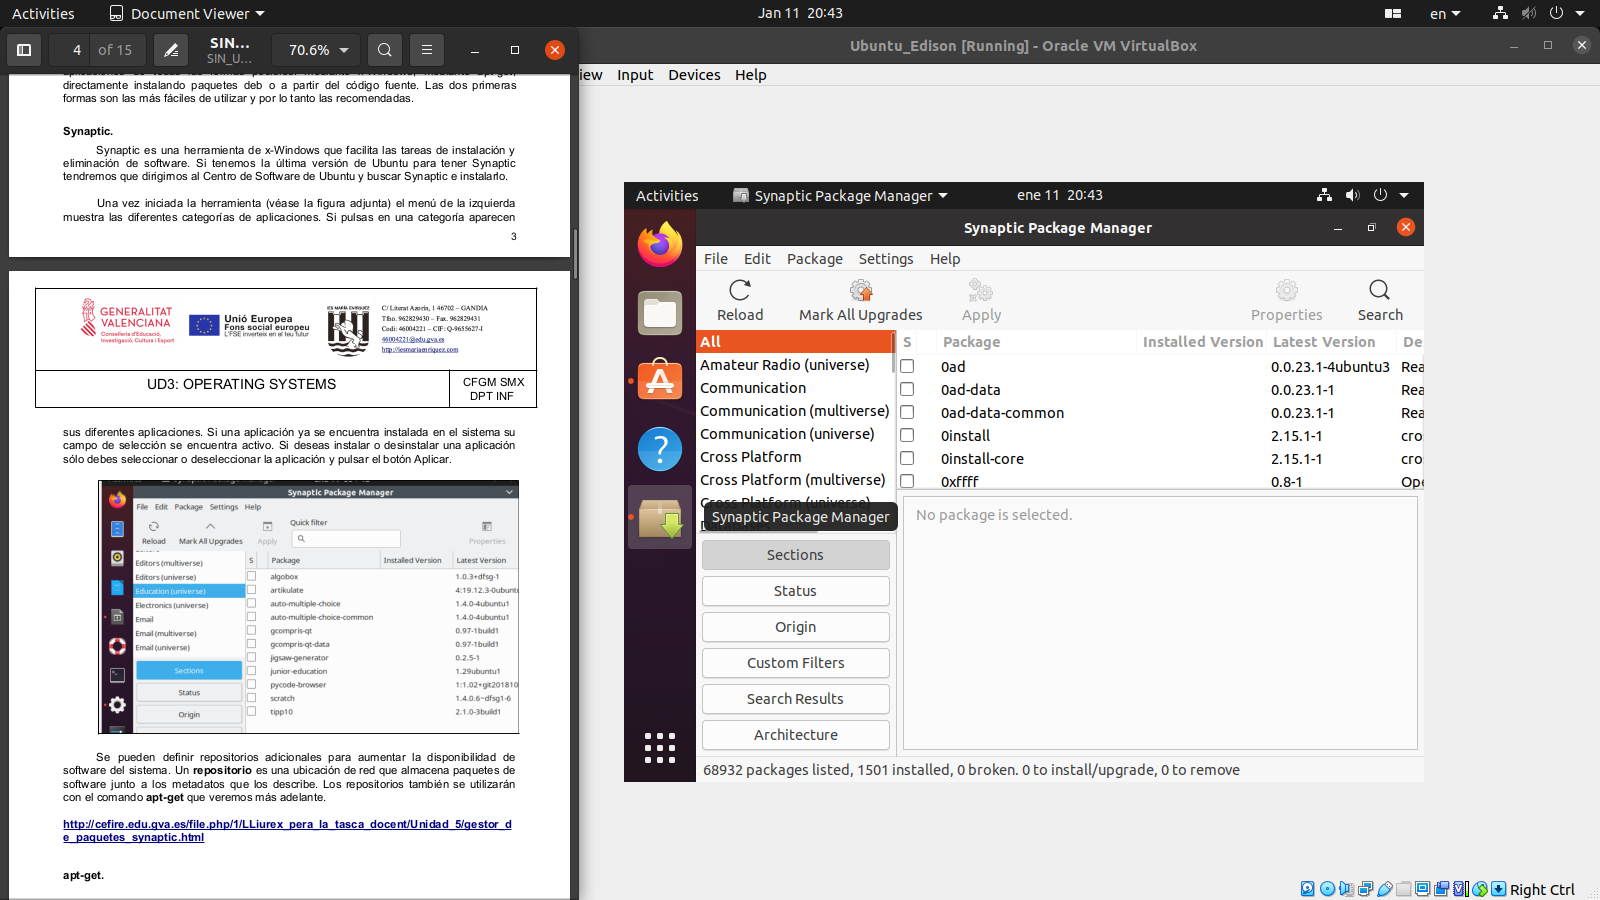 Activities
Document Viewer
Jan 11 20:43
en
4
of 15
SIN...
SIN_U...
70.6%
Ubuntu_Edison [Running] - Oracle VM VirtualBox
iew Input Devices Help
directamente instalando paquetes deb o a partir del código fuente. Las dos primeras
formas son las más fáciles de utilizar y por lo tanto las recomendadas.
Synaptic.
Synaptic es una herramienta de x-Windows que facilita las tareas de instalación y
eliminación de software. Si tenemos la última versión de Ubuntu para tener Synaptic
tendremos que dirigirnos al Centro de Software de Ubuntu y buscar Synaptic e instalarlo.
Una vez iniciada la herramienta (véase la figura adjunta) el menú de la izquierda
muestra las diferentes categorías de aplicaciones. Si pulsas en una categoría aparecen
3
GENERALITAT
VALENCIANA
Conselleria d'Educació,
Investigació, Cultura i Esport
Unió Europea
Fons social europeu
L'FSE inverteix en el teu futur
IES MARÍA ENRÍQUEZ
C/ Literat Azorín, 1 46702 – GANDIA
Tfno. 962829430 – Fax. 962829431
Codi: 46004221 – CIF: Q-9655627-I
46004221@edu.gva.es
http://iesmariaenriquez.com
UD3: OPERATING SYSTEMS
CFGM SMX
DPT INF
sus diferentes aplicaciones. Si una aplicación ya se encuentra instalada en el sistema su
campo de selección se encuentra activo. Si deseas instalar o desinstalar una aplicación
sólo debes seleccionar o deseleccionar la aplicación y pulsar el botón Aplicar.
Synaptic Package Manager
File Edit Package Settings Help
Quick filter
Reload Mark All Upgrades Apply Properties
S Package Installed Version Latest Version
Editors (multiverse)
Editors (universe)
Education (universe)
Electronics (universe)
Email
Email (multiverse)
Email (universe)
Sections
Status
Origin
algobox 1.0.3+dfsg-1
artikulate 4:19.12.3-0ubuntu
auto-multiple-choice 1.4.0-4ubuntu1
auto-multiple-choice-common 1.4.0-4ubuntu1
gcompris-qt 0.97-1build1
gcompris-qt-data 0.97-1build1
jigsaw-generator 0.2.5-1
junior-education 1.29ubuntu1
pycode-browser 1:1.02+git201810
scratch 1.4.0.6~dfsg1-6
tipp10 2.1.0-3build1
Se pueden definir repositorios adicionales para aumentar la disponibilidad de
software del sistema. Un repositorio es una ubicación de red que almacena paquetes de
software junto a los metadatos que los describe. Los repositorios también se utilizarán
con el comando apt-get que veremos más adelante.
http://cefire.edu.gva.es/file.php/1/LLiurex_pera_la_tasca_docent/Unidad_5/gestor_d
e_paquetes_synaptic.html
apt-get.
Activities
Synaptic Package Manager
ene 11 20:43
Synaptic Package Manager
File Edit Package Settings Help
Reload Mark All Upgrades Apply Properties Search
All
Amateur Radio (universe)
Communication
Communication (multiverse)
Communication (universe)
Cross Platform
Cross Platform (multiverse)
Cross Platform (universe)
Synaptic Package Manager
Sections
Status
Origin
Custom Filters
Search Results
Architecture
S Package Installed Version Latest Version De
0ad 0.0.23.1-4ubuntu3 Rea
0ad-data 0.0.23.1-1 Rea
0ad-data-common 0.0.23.1-1 Rea
0install 2.15.1-1 cro
0install-core 2.15.1-1 cro
0xffff 0.8-1 Ope
No package is selected.
68932 packages listed, 1501 installed, 0 broken. 0 to install/upgrade, 0 to remove
Right Ctrl